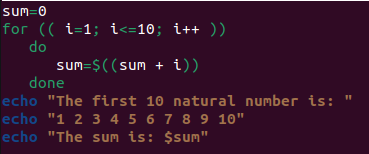 sum=0
for (( i=1; i<=10; i++ ))
do
sum=$((sum + i))
done
echo "The first 10 natural number is: "
echo "1 2 3 4 5 6 7 8 9 10"
echo "The sum is: $sum"